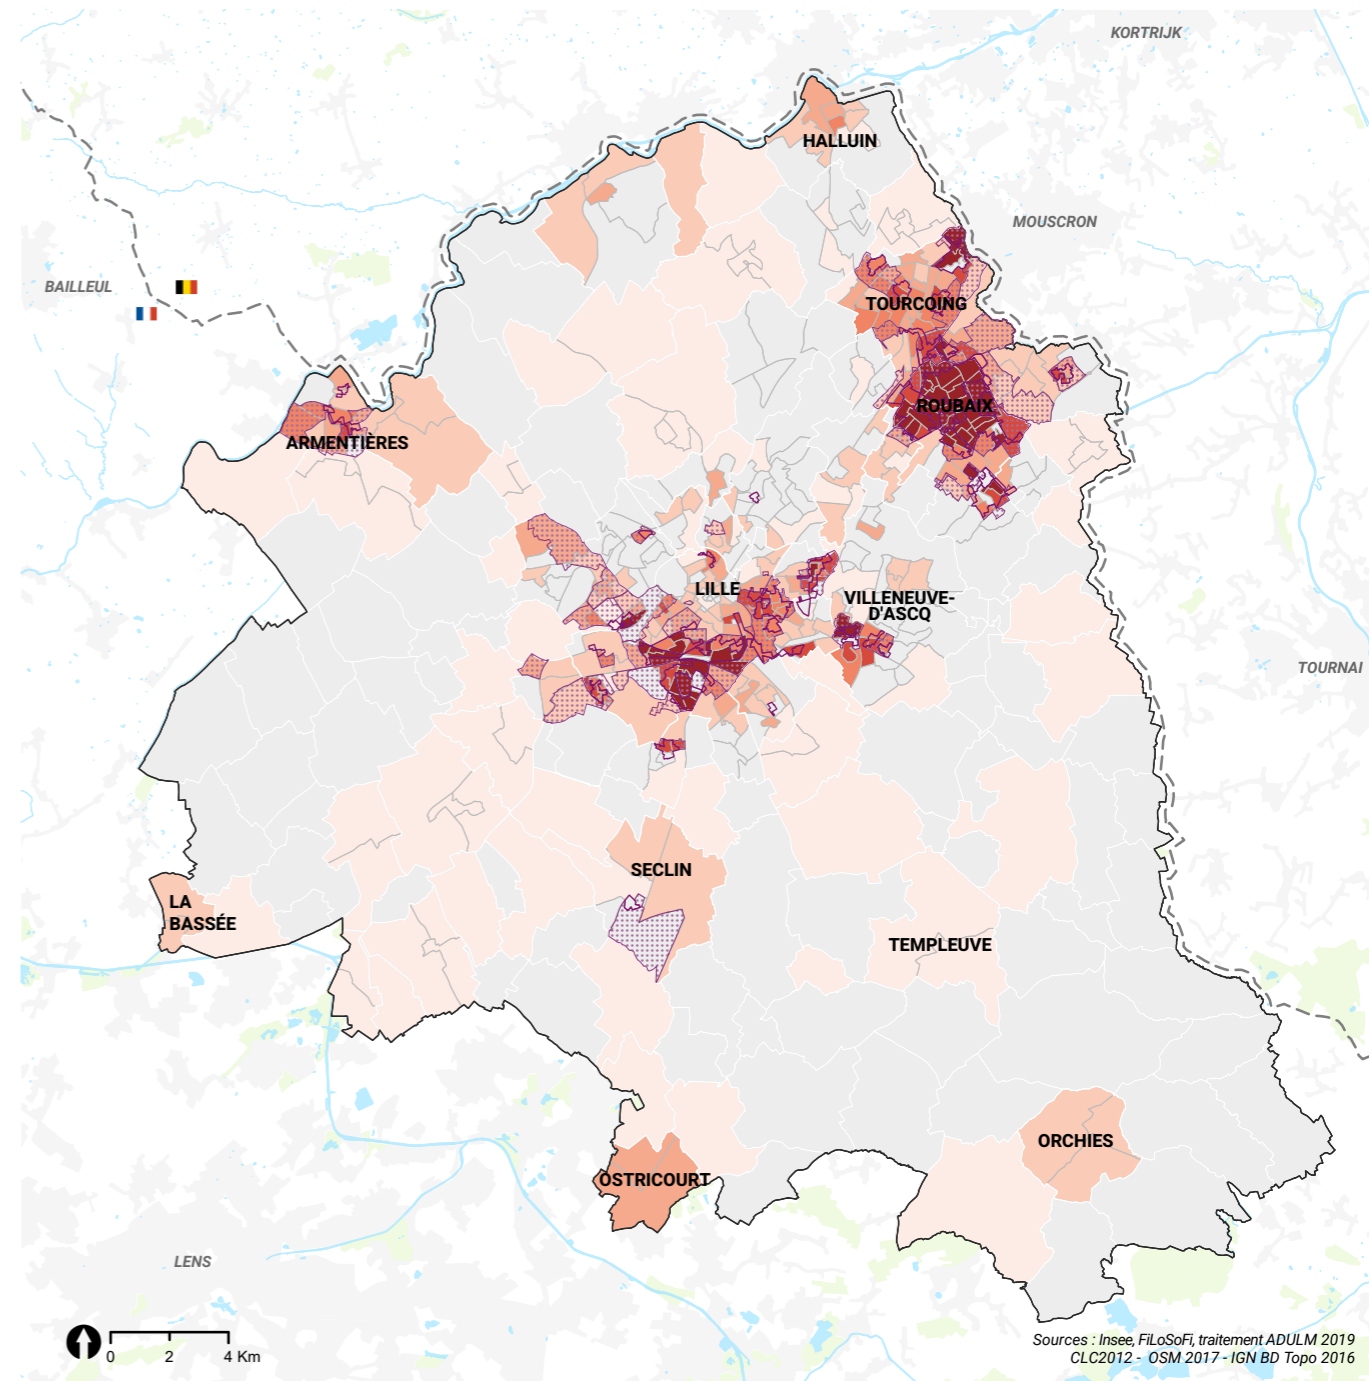 KORTRIJK
HALLUIN
MOUSCRON
BAILLEUL
TOURCOING
ROUBAIX
ARMENTIÈRES
LILLE
VILLENEUVE-
D'ASCQ
TOURNAI
SECLIN
LA
BASSÉE
TEMPLEUVE
ORCHIES
OSTRICOURT
LENS
0 2 4 Km
Sources : Insee, FiLoSoFi, traitement ADULM 2019
CLC2012 - OSM 2017 - IGN BD Topo 2016